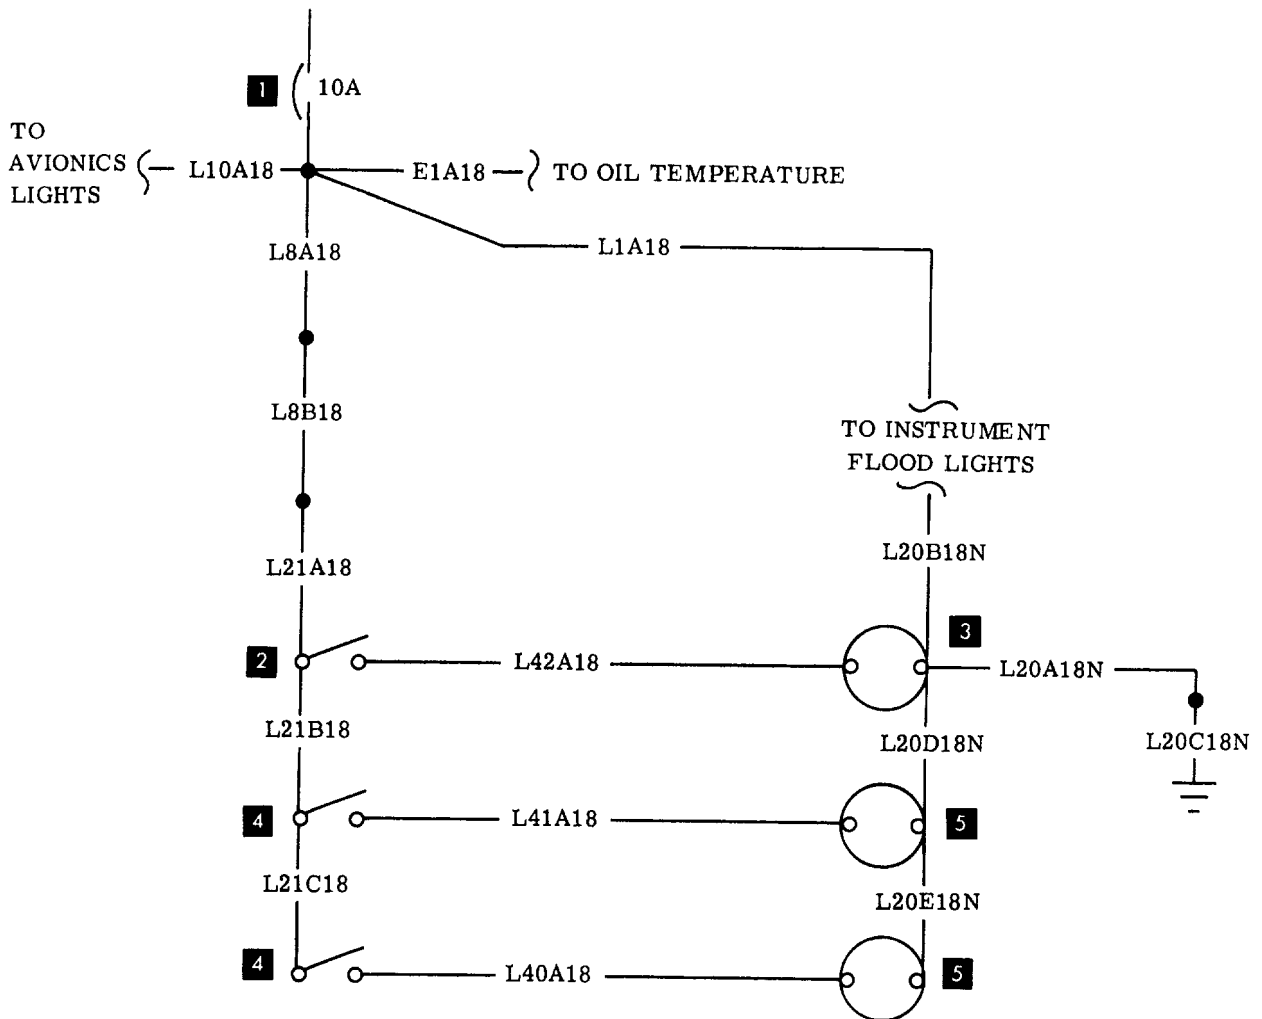 1
10A
TO
AVIONICS
LIGHTS
L10A18
E1A18
TO OIL TEMPERATURE
L8A18
L1A18
L8B18
TO INSTRUMENT
FLOOD LIGHTS
L20B18N
L21A18
3
2
L42A18
L20A18N
L21B18
L20D18N
L20C18N
4
L41A18
5
L21C18
L20E18N
4
L40A18
5